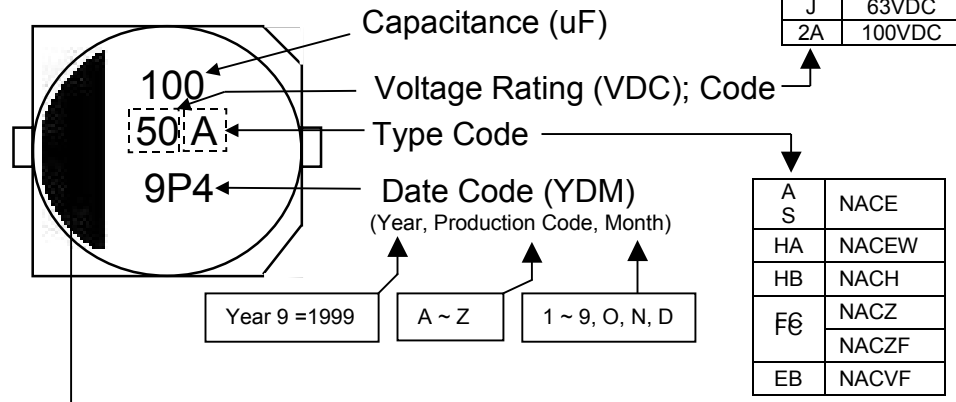 J 63VDC
2A 100VDC
Capacitance (uF)
100
Voltage Rating (VDC); Code
50 A
Type Code
9P4
Date Code (YDM)
(Year, Production Code, Month)
Year 9 =1999
A ~ Z
1 ~ 9, O, N, D
A
S
NACE
HA NACEW
HB NACH
NACZ
NACZF
EB NACVF